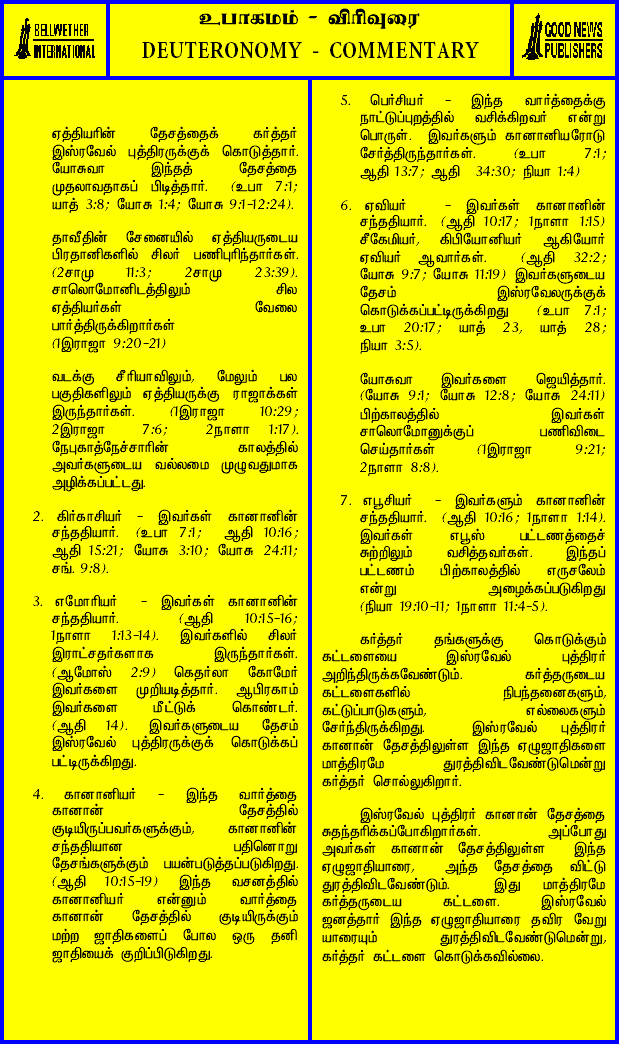 BELLWETHER
INTERNATIONAL
உபாகமம் - விரிவுரை
DEUTERONOMY - COMMENTARY
GOOD NEWS
PUBLISHERS
ஏத்தியரின் தேசத்தைக் கர்த்தர்
இஸ்ரவேல் புத்திரருக்குக் கொடுத்தார்.
யோசுவா இந்தத் தேசத்தை
முதலாவதாகப் பிடித்தார். (உபா 7:1;
யாத் 3:8; யோசு 1:4; யோசு 9:1-12:24).
தாவீதின் சேனையில் ஏத்தியருடைய
பிரதானிகளில் சிலர் பணிபுரிந்தார்கள்.
(2சாமு 11:3; 2சாமு 23:39).
சாலொமோனிடத்திலும் சில
ஏத்தியர்கள் வேலை
பார்த்திருக்கிறார்கள்
(1இராஜா 9:20-21)
வடக்கு சீரியாவிலும், மேலும் பல
பகுதிகளிலும் ஏத்தியருக்கு ராஜாக்கள்
இருந்தார்கள். (1இராஜா 10:29;
2இராஜா 7:6; 2நாளா 1:17).
நேபுகாத்நேச்சாரின் காலத்தில்
அவர்களுடைய வல்லமை முழுவதுமாக
அழிக்கப்பட்டது.
2. கிர்காசியர் - இவர்கள் கானானின்
சந்ததியார். (உபா 7:1; ஆதி 10:16;
ஆதி 15:21; யோசு 3:10; யோசு 24:11;
சங். 9:8).
3. எமோரியர் - இவர்கள் கானானின்
சந்ததியார். (ஆதி 10:15-16;
1நாளா 1:13-14). இவர்களில் சிலர்
இராட்சதர்களாக இருந்தார்கள்.
(ஆமோஸ் 2:9) கெதர்லா கோமேர்
இவர்களை முறியடித்தார். ஆபிரகாம்
இவர்களை மீட்டுக் கொண்டார்.
(ஆதி 14). இவர்களுடைய தேசம்
இஸ்ரவேல் புத்திரருக்குக் கொடுக்கப்
பட்டிருக்கிறது.
4. கானானியர் - இந்த வார்த்தை
கானான் தேசத்தில்
குடியிருப்பவர்களுக்கும், கானானின்
சந்ததியான பதினொறு
தேசங்களுக்கும் பயன்படுத்தப்படுகிறது.
(ஆதி 10:15-19) இந்த வசனத்தில்
கானானியர் என்னும் வார்த்தை
கானான் தேசத்தில் குடியிருக்கும்
மற்ற ஜாதிகளைப் போல ஒரு தனி
ஜாதியைக் குறிப்பிடுகிறது.
5. பெர்சியர் - இந்த வார்த்தைக்கு
நாட்டுப்புறத்தில் வசிக்கிறவர் என்று
பொருள். இவர்களும் கானானியரோடு
சேர்ந்திருந்தார்கள். (உபா 7:1;
ஆதி 13:7; ஆதி 34:30; நியா 1:4)
6. ஏவியர் - இவர்கள் கானானின்
சந்ததியார். (ஆதி 10:17; 1நாளா 1:15)
சீகேமியர், கிபியோனியர் ஆகியோர்
ஏவியர் ஆவார்கள். (ஆதி 32:2;
யோசு 9:7; யோசு 11:19) இவர்களுடைய
தேசம் இஸ்ரவேலருக்குக்
கொடுக்கப்பட்டிருக்கிறது (உபா 7:1;
உபா 20:17; யாத் 23, யாத் 28;
நியா 3:5).
யோசுவா இவர்களை ஜெயித்தார்.
(யோசு 9:1; யோசு 12:8; யோசு 24:11)
பிற்காலத்தில் இவர்கள்
சாலொமோனுக்குப் பணிவிடை
செய்தார்கள் (1இராஜா 9:21;
2நாளா 8:8).
7. எபூசியர் - இவர்களும் கானானின்
சந்ததியார். (ஆதி 10:16; 1நாளா 1:14).
இவர்கள் எபூஸ் பட்டணத்தைச்
சுற்றிலும் வசித்தவர்கள். இந்தப்
பட்டணம் பிற்காலத்தில் எருசலேம்
என்று அழைக்கப்படுகிறது
(நியா 19:10-11; 1நாளா 11:4-5).
கர்த்தர் தங்களுக்கு கொடுக்கும்
கட்டளையை இஸ்ரவேல் புத்திரர்
அறிந்திருக்கவேண்டும். கர்த்தருடைய
கட்டளைகளில் நிபந்தனைகளும்,
கட்டுப்பாடுகளும், எல்லைகளும்
சேர்ந்திருக்கிறது. இஸ்ரவேல் புத்திரர்
கானான் தேசத்திலுள்ள இந்த ஏழுஜாதிகளை
மாத்திரமே துரத்திவிடவேண்டுமென்று
கர்த்தர் சொல்லுகிறார்.
இஸ்ரவேல் புத்திரர் கானான் தேசத்தை
சுதந்தரிக்கப்போகிறார்கள். அப்போது
அவர்கள் கானான் தேசத்திலுள்ள இந்த
ஏழுஜாதியாரை, அந்த தேசத்தை விட்டு
துரத்திவிடவேண்டும். இது மாத்திரமே
கர்த்தருடைய கட்டளை. இஸ்ரவேல்
ஜனத்தார் இந்த ஏழுஜாதியாரை தவிர வேறு
யாரையும் துரத்திவிடவேண்டுமென்று,
கர்த்தர் கட்டளை கொடுக்கவில்லை.